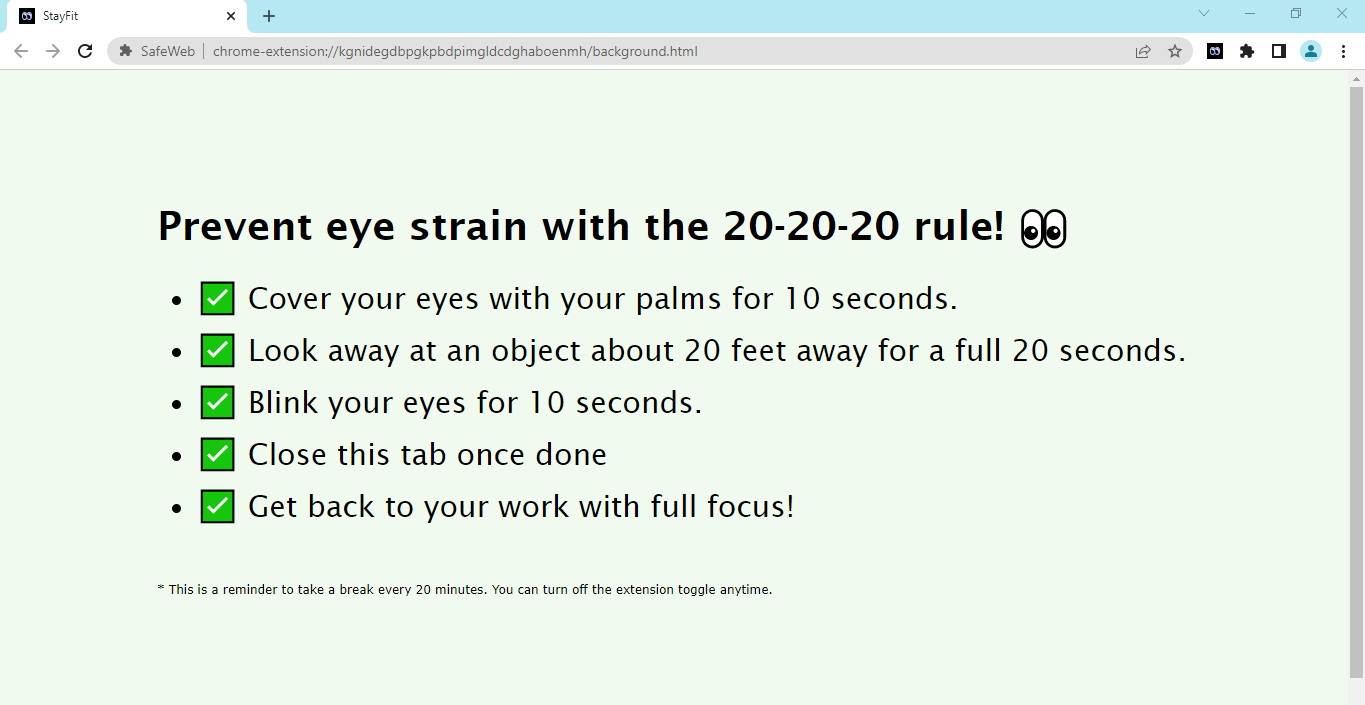 StayFit
SafeWeb | chrome-extension://kgnidegdbpgkpbdpimgldcdghaboenmh/background.html
Prevent eye strain with the 20-20-20 rule! 👀
• ✅ Cover your eyes with your palms for 10 seconds.
• ✅ Look away at an object about 20 feet away for a full 20 seconds.
• ✅ Blink your eyes for 10 seconds.
• ✅ Close this tab once done
• ✅ Get back to your work with full focus!
* This is a reminder to take a break every 20 minutes. You can turn off the extension toggle anytime.